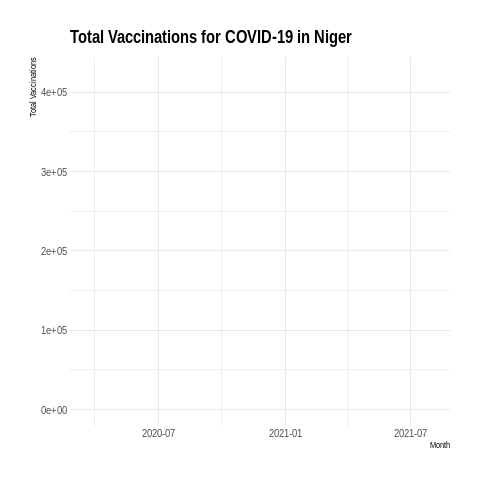 Total Vaccinations for COVID-19 in Niger
Total Vaccinations
4e+05
3e+05
2e+05
1e+05
0e+00
2020-07 2021-01 2021-07
Month